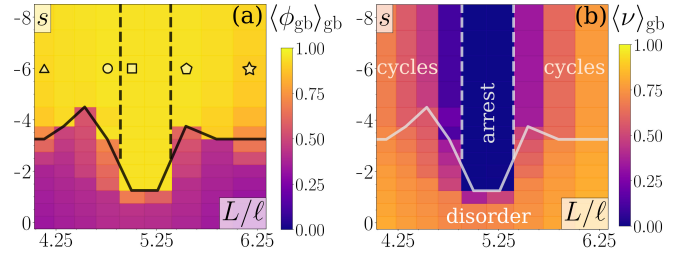 s (a) ⟨ϕgb⟩gb
-8
-6
-4
-2
0
L/ℓ
4.25 5.25 6.25
1.00
0.75
0.50
0.25
0.00
s (b) ⟨ν⟩gb
-8
-6
-4
-2
0
cycles
arrest
cycles
disorder
L/ℓ
4.25 5.25 6.25
1.00
0.75
0.50
0.25
0.00